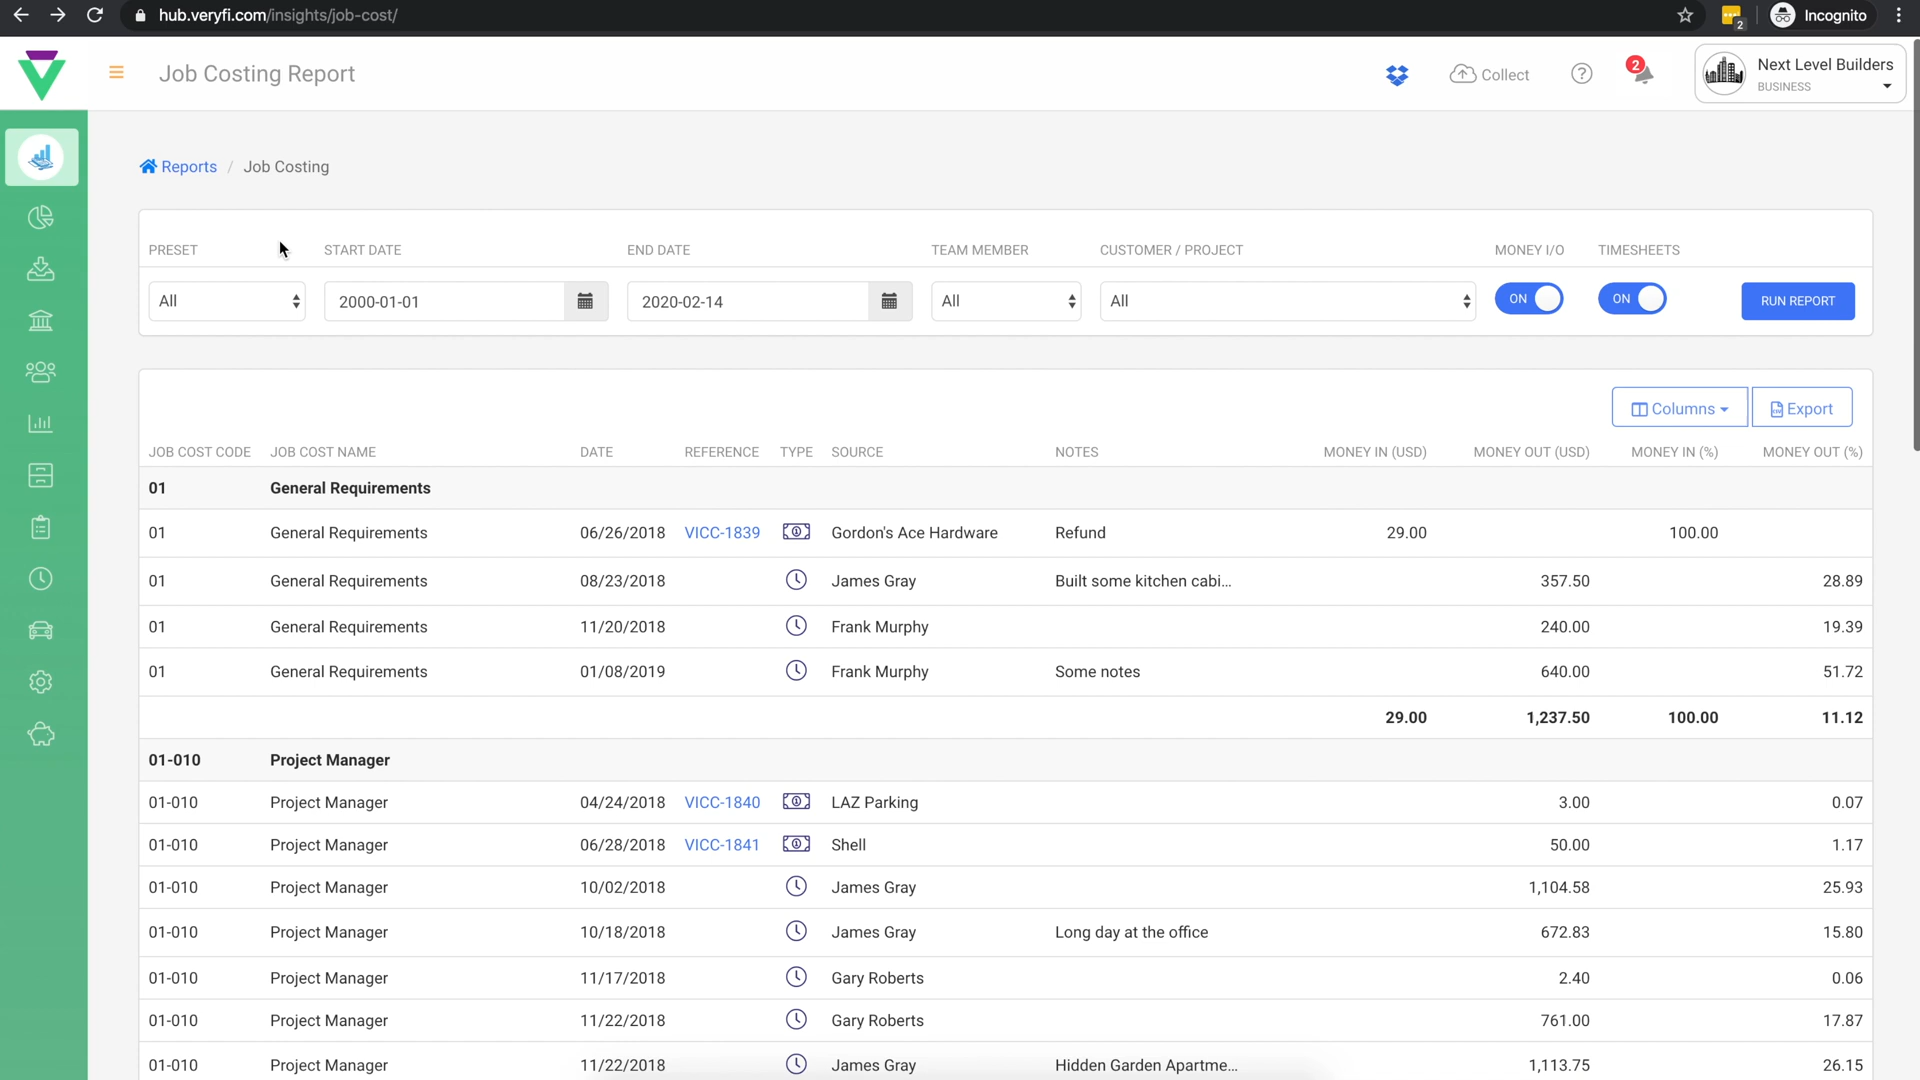 hub.veryfi.com/insights/job-cost/
2
Incognito
Job Costing Report
Collect
?
2
Next Level Builders
BUSINESS
Reports / Job Costing
PRESET START DATE END DATE TEAM MEMBER CUSTOMER / PROJECT MONEY I/O TIMESHEETS
All 2000-01-01 2020-02-14 All All ON ON RUN REPORT
Columns Export
JOB COST CODE JOB COST NAME DATE REFERENCE TYPE SOURCE NOTES MONEY IN (USD) MONEY OUT (USD) MONEY IN (%) MONEY OUT (%)
01 General Requirements
01 General Requirements 06/26/2018 VICC-1839 Gordon's Ace Hardware Refund 29.00 100.00
01 General Requirements 08/23/2018 James Gray Built some kitchen cabi... 357.50 28.89
01 General Requirements 11/20/2018 Frank Murphy 240.00 19.39
01 General Requirements 01/08/2019 Frank Murphy Some notes 640.00 51.72
29.00 1,237.50 100.00 11.12
01-010 Project Manager
01-010 Project Manager 04/24/2018 VICC-1840 LAZ Parking 3.00 0.07
01-010 Project Manager 06/28/2018 VICC-1841 Shell 50.00 1.17
01-010 Project Manager 10/02/2018 James Gray 1,104.58 25.93
01-010 Project Manager 10/18/2018 James Gray Long day at the office 672.83 15.80
01-010 Project Manager 11/17/2018 Gary Roberts 2.40 0.06
01-010 Project Manager 11/22/2018 Gary Roberts 761.00 17.87
01-010 Project Manager 11/22/2018 James Gray Hidden Garden Apartme... 1,113.75 26.15